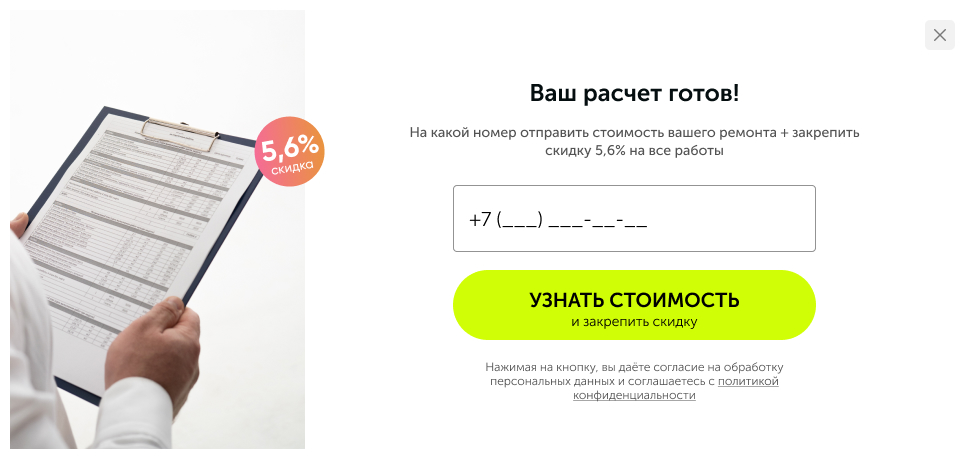 5,6%
скидка
Ваш расчет готов!
На какой номер отправить стоимость вашего ремонта + закрепить
скидку 5,6% на все работы
+7 (___) ___-__-__
УЗНАТЬ СТОИМОСТЬ
и закрепить скидку
Нажимая на кнопку, вы даёте согласие на обработку
персональных данных и соглашаетесь с политикой
конфиденциальности